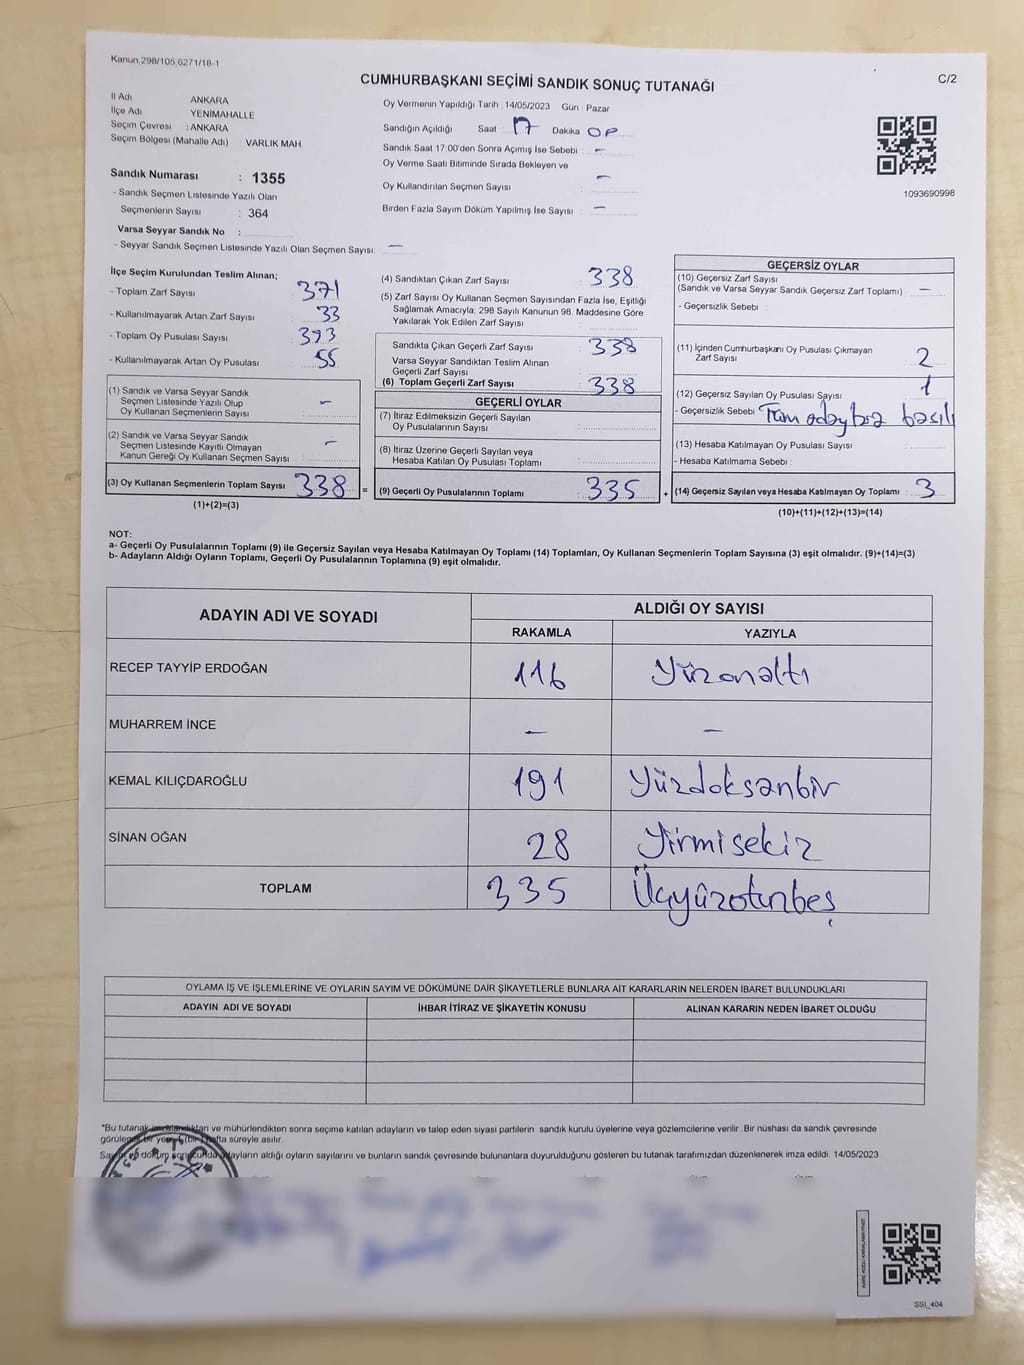 Kanun.298/105,6271/18-1
CUMHURBAŞKANI SEÇİMİ SANDIK SONUÇ TUTANAĞI
C/2
İl Adı ANKARA
İlçe Adı YENİMAHALLE
Seçim Çevresi : ANKARA
Seçim Bölgesi (Mahalle Adı) VARLIK MAH.
Sandık Numarası : 1355
- Sandık Seçmen Listesinde Yazılı Olan
Seçmenlerin Sayısı : 364
Varsa Seyyar Sandık No :
- Seyyar Sandık Seçmen Listesinde Yazılı Olan Seçmen Sayısı: —
Oy Vermenin Yapıldığı Tarih : 14/05/2023 Gün : Pazar
Sandığın Açıldığı Saat 17 Dakika
Sandık Saat 17:00'den Sonra Açımış İse Sebebi : —
Oy Verme Saati Bitiminde Sırada Bekleyen ve
Oy Kullandırılan Seçmen Sayısı : —
Birden Fazla Sayım Döküm Yapılmış İse Sayısı : —
1093690998
İlçe Seçim Kurulundan Teslim Alınan;
- Toplam Zarf Sayısı 371
- Kullanılmayarak Artan Zarf Sayısı 33
- Toplam Oy Pusulası Sayısı 393
- Kullanılmayarak Artan Oy Pusulası 55
(1) Sandık ve Varsa Seyyar Sandık
Seçmen Listesinde Yazılı Olup
Oy Kullanan Seçmenlerin Sayısı : —
(2) Sandık ve Varsa Seyyar Sandık
Seçmen Listesinde Kayıtlı Olmayan
Kanun Gereği Oy Kullanan Seçmen Sayısı : —
(3) Oy Kullanan Seçmenlerin Toplam Sayısı 338 =
(1)+(2)=(3)
(4) Sandıktan Çıkan Zarf Sayısı : 338
(5) Zarf Sayısı Oy Kullanan Seçmen Sayısından Fazla İse, Eşitliği
Sağlamak Amacıyla, 298 Sayılı Kanunun 98. Maddesine Göre
Yakılarak Yok Edilen Zarf Sayısı :
Sandıkta Çıkan Geçerli Zarf Sayısı : 338
Varsa Seyyar Sandıktan Teslim Alınan
Geçerli Zarf Sayısı :
(6) Toplam Geçerli Zarf Sayısı : 338
GEÇERLİ OYLAR
(7) İtiraz Edilmeksizin Geçerli Sayılan
Oy Pusulalarının Sayısı :
(8) İtiraz Üzerine Geçerli Sayılan veya
Hesaba Katılan Oy Pusulası Toplamı :
(9) Geçerli Oy Pusulalarının Toplamı : 335 +
GEÇERSİZ OYLAR
(10) Geçersiz Zarf Sayısı
(Sandık ve Varsa Seyyar Sandık Geçersiz Zarf Toplamı) : —
- Geçersizlik Sebebi :
(11) İçinden Cumhurbaşkanı Oy Pusulası Çıkmayan
Zarf Sayısı : 2
(12) Geçersiz Sayılan Oy Pusulası Sayısı : 1
- Geçersizlik Sebebi : Tüm basılı
(13) Hesaba Katılmayan Oy Pusulası Sayısı :
- Hesaba Katılmama Sebebi :
(14) Geçersiz Sayılan veya Hesaba Katılmayan Oy Toplamı : 3
(10)+(11)+(12)+(13)=(14)
NOT:
a- Geçerli Oy Pusulalarının Toplamı (9) ile Geçersiz Sayılan veya Hesaba Katılmayan Oy Toplamı (14) Toplamları, Oy Kullanan Seçmenlerin Toplam Sayısına (3) eşit olmalıdır. (9)+(14)=(3)
b- Adayların Aldığı Oyların Toplamı, Geçerli Oy Pusulalarının Toplamına (9) eşit olmalıdır.
ADAYIN ADI VE SOYADI ALDIĞI OY SAYISI
RAKAMLA YAZIYLA
RECEP TAYYİP ERDOĞAN 116 Yüzonaltı
MUHARREM İNCE — —
KEMAL KILIÇDAROĞLU 191 Yüzdoksanbir
SİNAN OĞAN 28 Yirmisekiz
TOPLAM 335 Üçyüzotuzbeş
OYLAMA İŞ VE İŞLEMLERİNE VE OYLARIN SAYIM VE DÖKÜMÜNE DAİR ŞİKAYETLERLE BUNLARA AİT KARARLARIN NELERDEN İBARET BULUNDUKLARI
ADAYIN ADI VE SOYADI İHBAR İTİRAZ VE ŞİKAYETİN KONUSU ALINAN KARARIN NEDEN İBARET OLDUĞU
*Bu tutanak ve mühürlendikten sonra seçime katılan adayların ve talep eden siyasi partilerin sandık kurulu üyelerine veya gözlemcilerine verilir. Bir nüshası da sandık çevresinde
bir hafta süreyle asılır.
döküm adayların aldığı oyların sayılarını ve bunların sandık çevresinde bulunanlara duyurulduğunu gösteren bu tutanak tarafımızdan düzenlenerek imza edildi. 14/05/2023
SSI_404